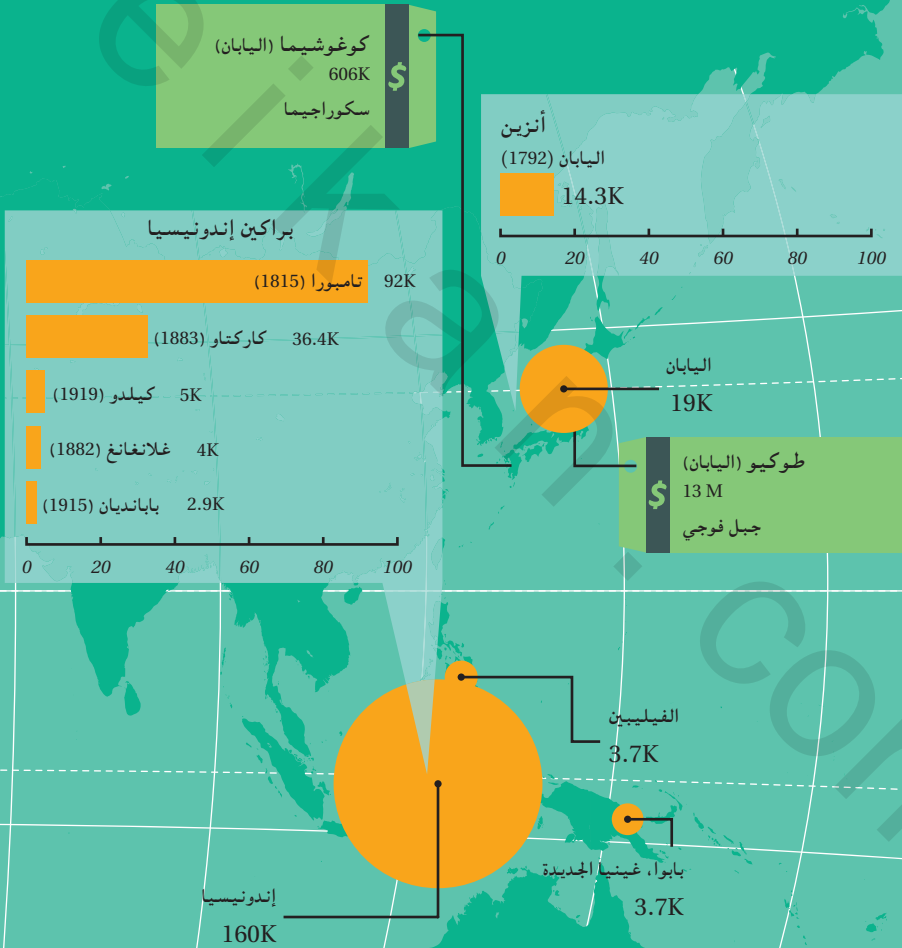 كوغوشيما (اليابان)
606K
سكوراجيما
$
أنزين
اليابان (1792)
14.3K
0 20 40 60 80 100
براكين إندونيسيا
تامبورا (1815) 92K
كاركتاو (1883) 36.4K
كيلدو (1919) 5K
غلانغانغ (1882) 4K
بابانديان (1915) 2.9K
0 20 40 60 80 100
اليابان
19K
طوكيو (اليابان)
13 M
جبل فوجي
$
الفيليبين
3.7K
بابوا، غينيا الجديدة
3.7K
إندونيسيا
160K